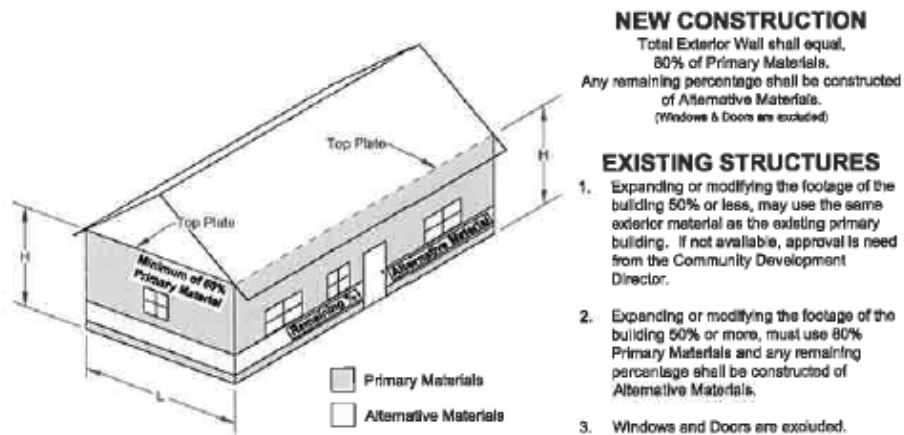 NEW CONSTRUCTION
Total Exterior Wall shall equal,
80% of Primary Materials.
Any remaining percentage shall be constructed
of Alternative Materials.
(Windows & Doors are excluded)
EXISTING STRUCTURES
1. Expanding or modifying the footage of the
building 50% or less, may use the same
exterior material as the existing primary
building. If not available, approval is need
from the Community Development
Director.
2. Expanding or modifying the footage of the
building 50% or more, must use 80%
Primary Materials and any remaining
percentage shall be constructed of
Alternative Materials.
3. Windows and Doors are excluded.
Top Plate
H
Top Plate
H
Minimum of 80%
Primary Material
Alternative Material
Remaining %
L
Primary Materials
Alternative Materials